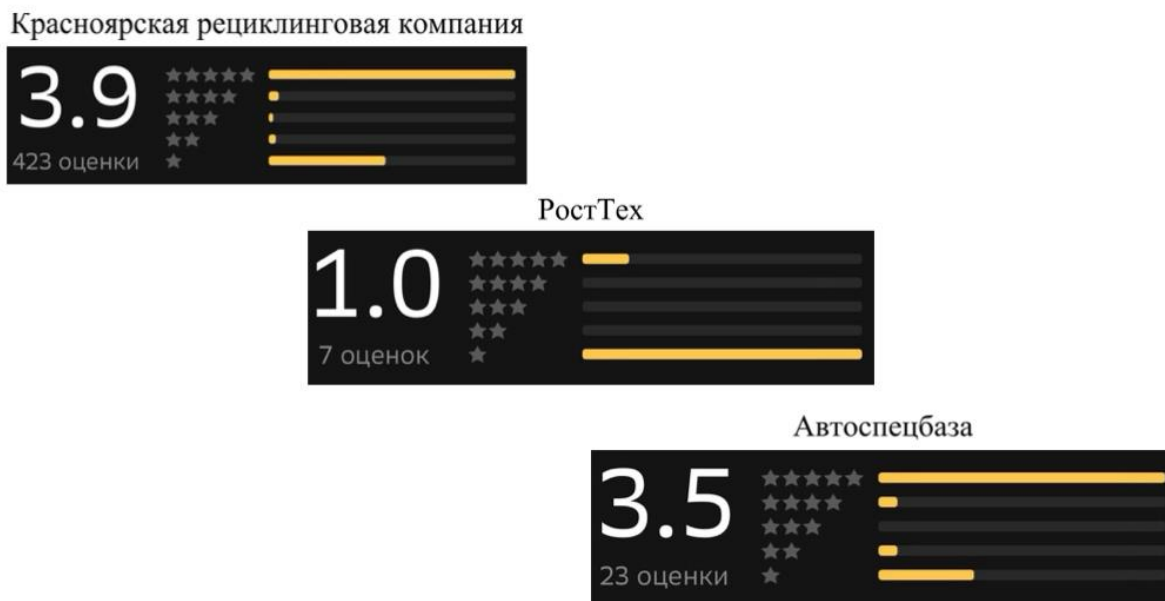 Красноярская рециклинговая компания
3.9
423 оценки
РостТех
1.0
7 оценок
Автоспецбаза
3.5
23 оценки